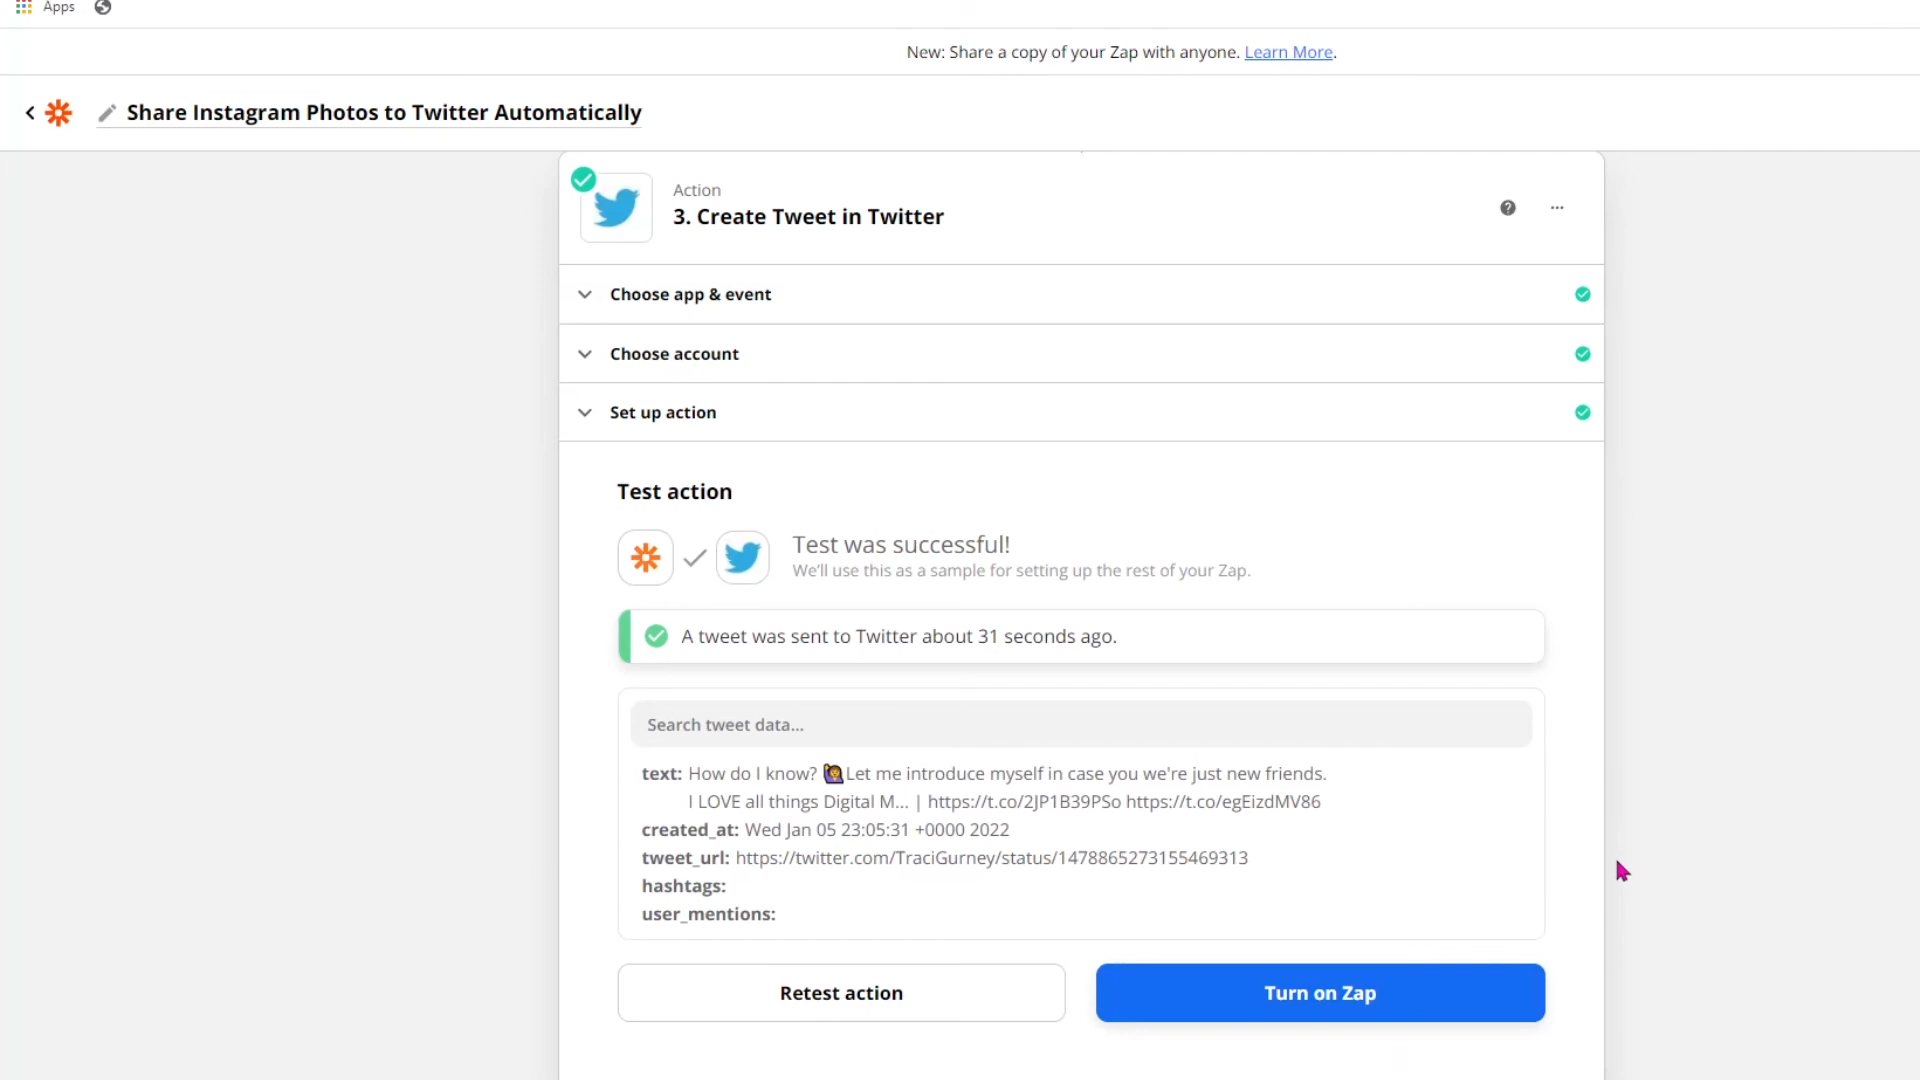 Apps
New: Share a copy of your Zap with anyone. Learn More.
Share Instagram Photos to Twitter Automatically
Action
3. Create Tweet in Twitter
Choose app & event
Choose account
Set up action
Test action
Test was successful!
We'll use this as a sample for setting up the rest of your Zap.
A tweet was sent to Twitter about 31 seconds ago.
Search tweet data...
text: How do I know? 🙋Let me introduce myself in case you we're just new friends.
I LOVE all things Digital M... | https://t.co/2JP1B39PSo https://t.co/egEizdMV86
created_at: Wed Jan 05 23:05:31 +0000 2022
tweet_url: https://twitter.com/TraciGurney/status/1478865273155469313
hashtags:
user_mentions:
Retest action
Turn on Zap